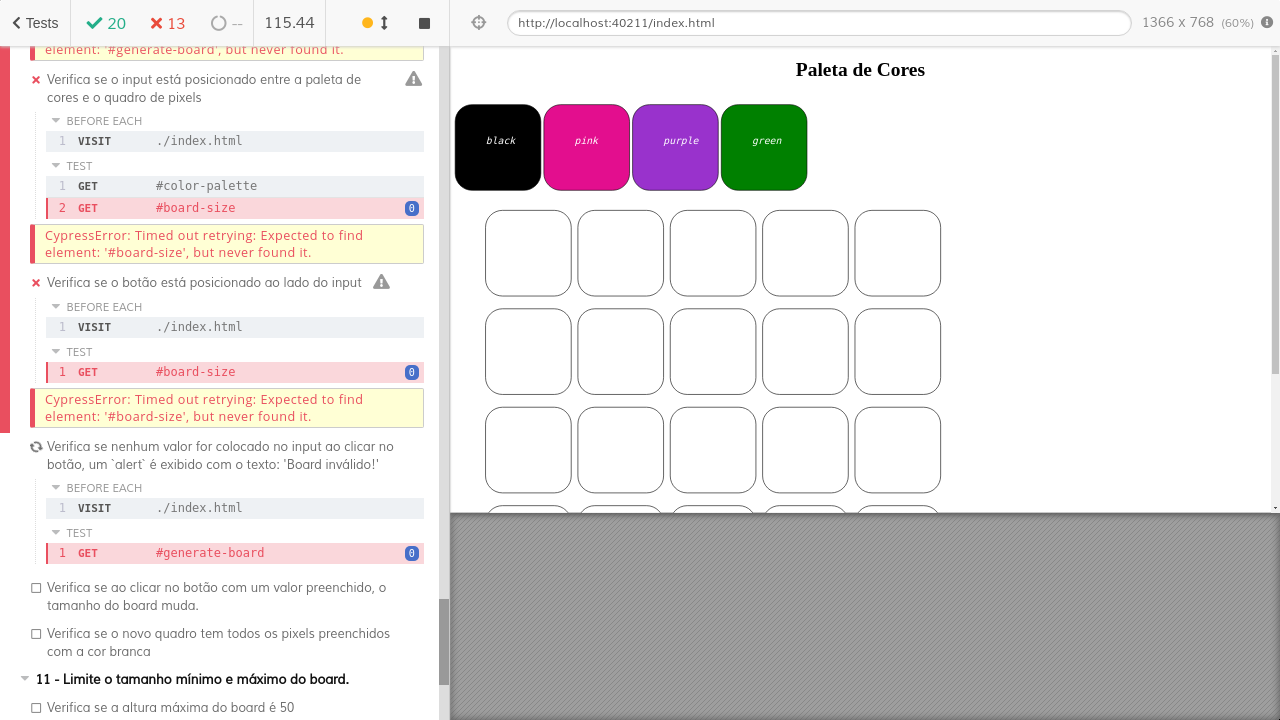 Tests 20 13 -- 115.44
http://localhost:40211/index.html 1366 x 768 (60%)
element: '#generate-board', but never found it.
Verifica se o input está posicionado entre a paleta de
cores e o quadro de pixels
BEFORE EACH
1 VISIT ./index.html
TEST
1 GET #color-palette
2 GET #board-size 0
CypressError: Timed out retrying: Expected to find
element: '#board-size', but never found it.
Verifica se o botão está posicionado ao lado do input
BEFORE EACH
1 VISIT ./index.html
TEST
1 GET #board-size 0
CypressError: Timed out retrying: Expected to find
element: '#board-size', but never found it.
Verifica se nenhum valor for colocado no input ao clicar no
botão, um `alert` é exibido com o texto: 'Board inválido!'
BEFORE EACH
1 VISIT ./index.html
TEST
1 GET #generate-board 0
Verifica se ao clicar no botão com um valor preenchido, o
tamanho do board muda.
Verifica se o novo quadro tem todos os pixels preenchidos
com a cor branca
11 - Limite o tamanho mínimo e máximo do board.
Verifica se a altura máxima do board é 50
Paleta de Cores
black pink purple green